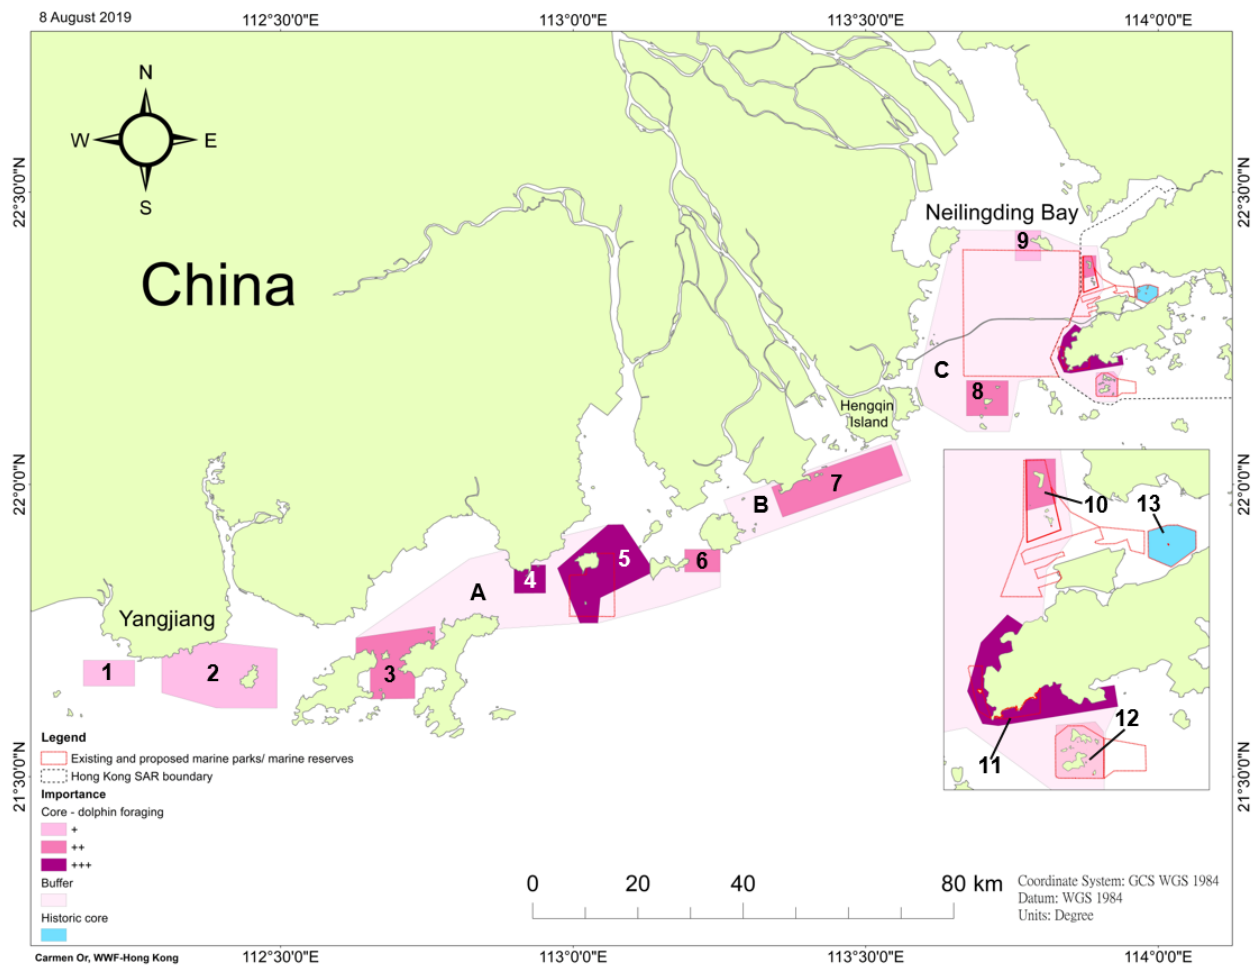 8 August 2019
112°30'0"E
113°0'0"E
113°30'0"E
114°0'0"E
N
W
E
S
22°30'0"N
22°30'0"N
Neilingding Bay
9
China
C
8
Hengqin
Island
22°0'0"N
22°0'0"N
7
B
10
13
5
6
4
A
Yangjiang
1
2
3
12
11
21°30'0"N
21°30'0"N
Legend
Existing and proposed marine parks/ marine reserves
Hong Kong SAR boundary
Importance
Core - dolphin foraging
+
++
+++
Buffer
Historic core
0
20
40
80 km
Coordinate System: GCS WGS 1984
Datum: WGS 1984
Units: Degree
Carmen Or, WWF-Hong Kong
112°30'0"E
113°0'0"E
113°30'0"E
114°0'0"E